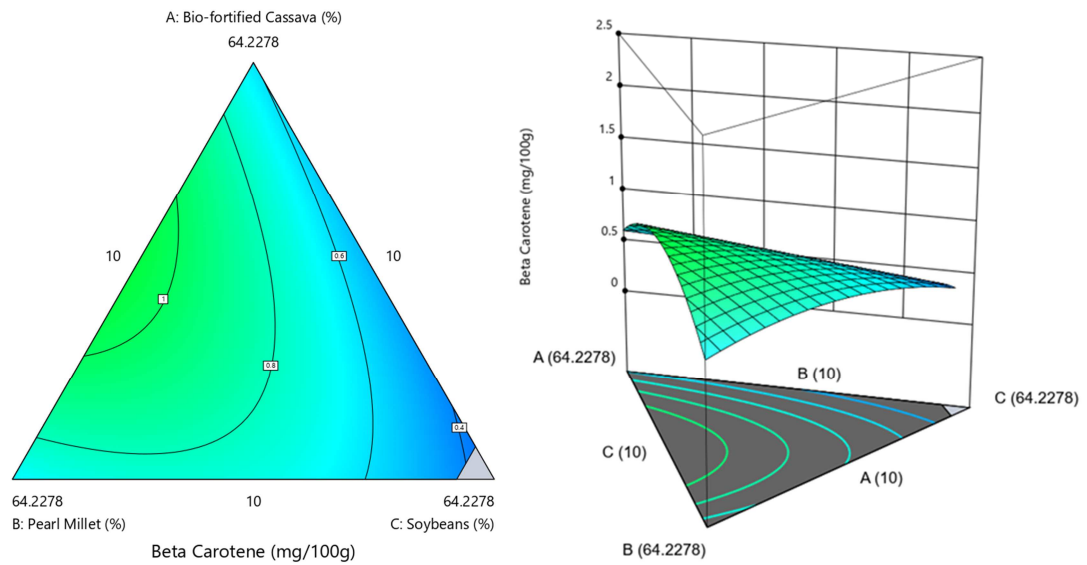 A: Bio-fortified Cassava (%)
64.2278
10
10
0.6
1
0.8
0.4
64.2278
10
64.2278
B: Pearl Millet (%)
C: Soybeans (%)
Beta Carotene (mg/100g)
2.5
2
1.5
1
0.5
0
Beta Carotene (mg/100g)
A (64.2278)
B (10)
C (64.2278)
C (10)
A (10)
B (64.2278)